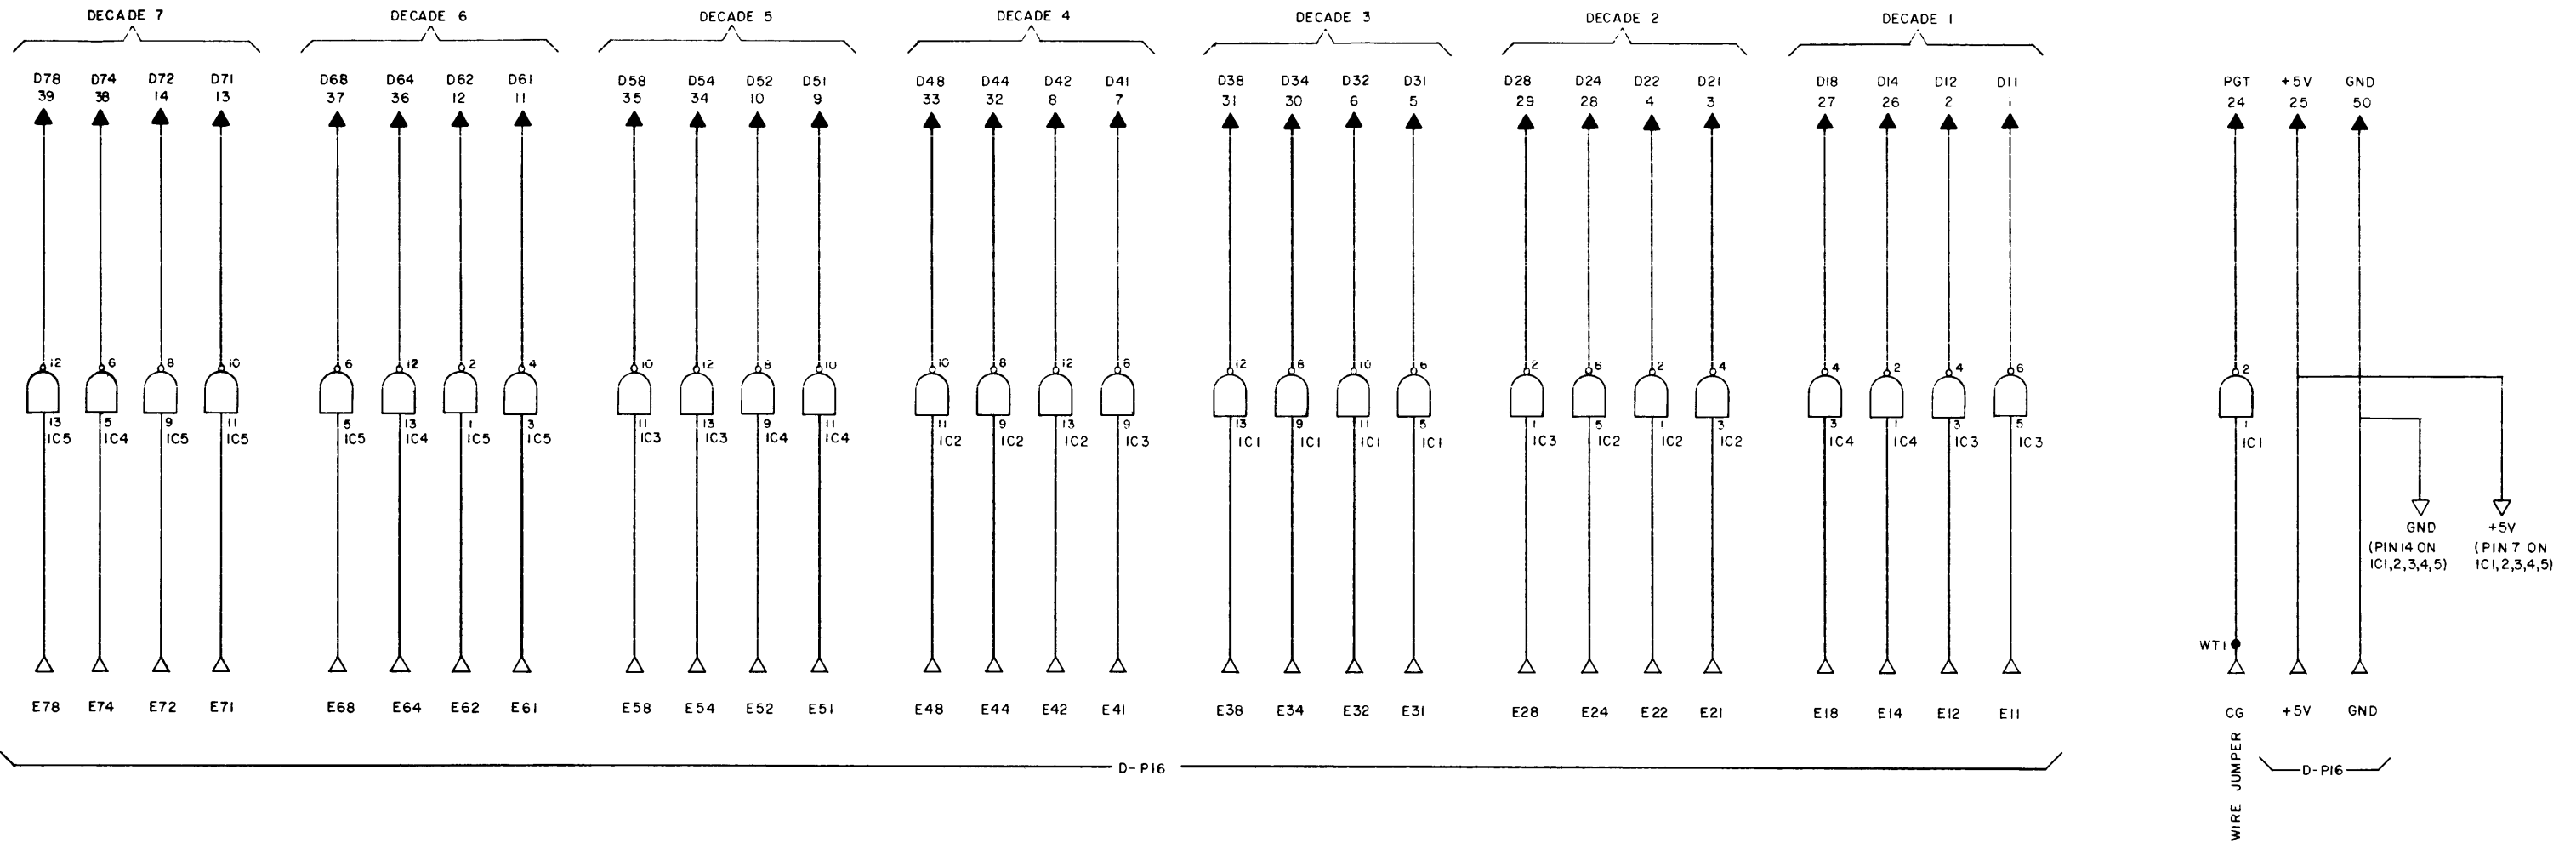 DECADE 7 DECADE 6 DECADE 5 DECADE 4 DECADE 3 DECADE 2 DECADE 1
D78 D74 D72 D71 D68 D64 D62 D61 D58 D54 D52 D51 D48 D44 D42 D41 D38 D34 D32 D31 D28 D24 D22 D21 D18 D14 D12 D11 PGT +5V GND
39 38 14 13 37 36 12 11 35 34 10 9 33 32 8 7 31 30 6 5 29 28 4 3 27 26 2 1 24 25 50
12 6 8 10 6 12 2 4 10 12 8 10 10 8 12 8 12 8 10 6 2 6 2 4 4 2 4 6 2
13 5 9 11 5 13 1 3 11 13 9 11 11 9 13 9 13 9 11 5 1 5 1 3 3 1 3 5 1
IC5 IC4 IC5 IC5 IC5 IC4 IC5 IC5 IC3 IC3 IC4 IC4 IC2 IC2 IC2 IC3 IC1 IC1 IC1 IC1 IC3 IC2 IC2 IC2 IC4 IC4 IC3 IC3 IC1
GND
(PIN 14 ON
IC1,2,3,4,5)
+5V
(PIN 7 ON
IC1,2,3,4,5)
WT1
E78 E74 E72 E71 E68 E64 E62 E61 E58 E54 E52 E51 E48 E44 E42 E41 E38 E34 E32 E31 E28 E24 E22 E21 E18 E14 E12 E11 CG +5V GND
D-P16
WIRE JUMPER
D-P16